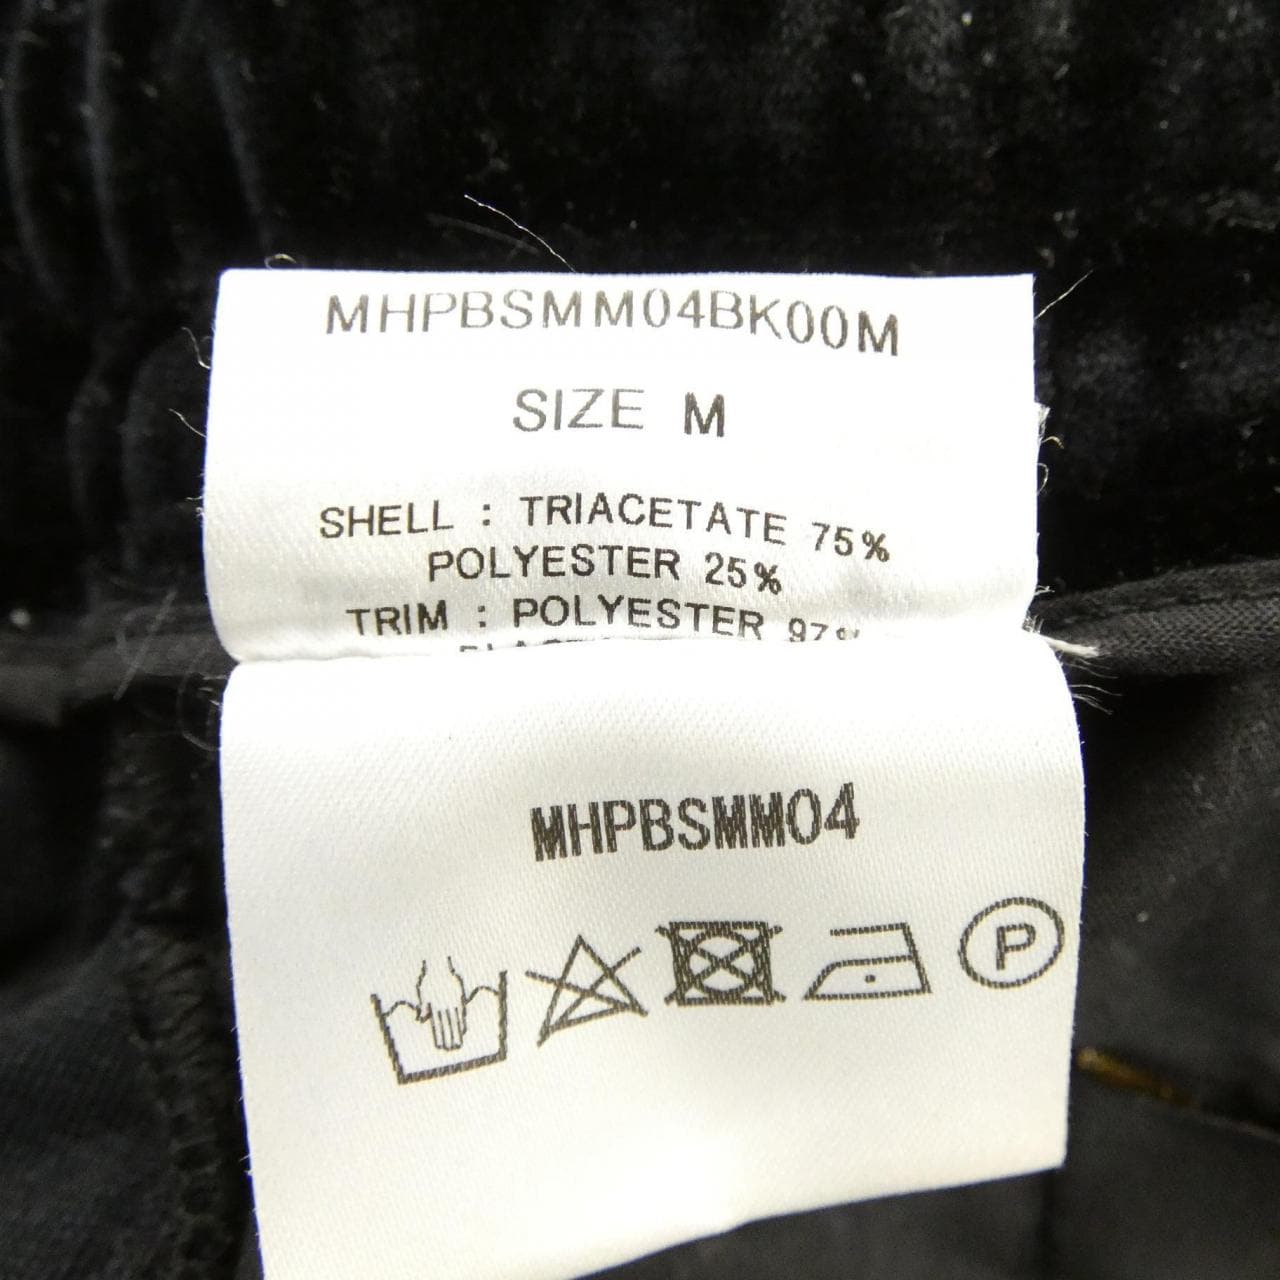 MHPBSMM04BK00M
SIZE M
SHELL : TRIACETATE 75%
POLYESTER 25%
TRIM : POLYESTER 97%
MHPBSMM04
P